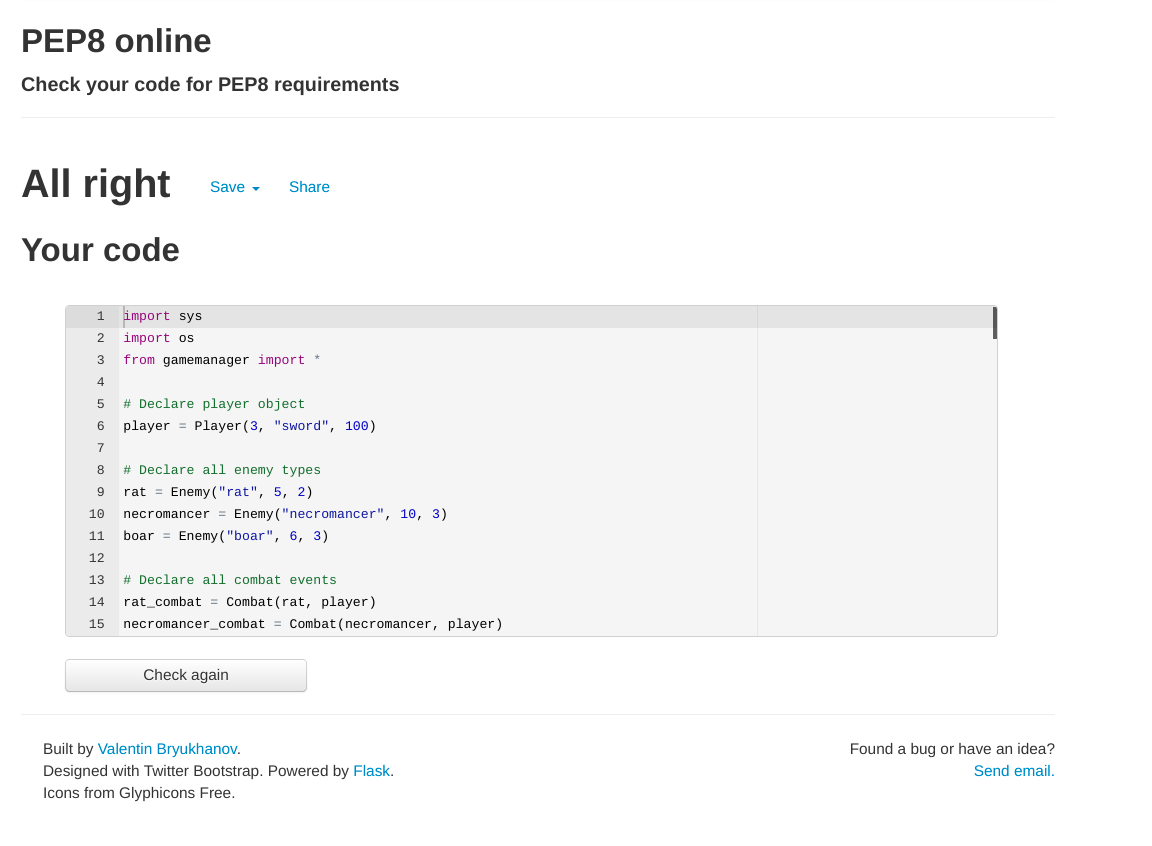 PEP8 online
Check your code for PEP8 requirements
All right Save Share
Your code
1 import sys
2 import os
3 from gamemanager import *
4
5 # Declare player object
6 player = Player(3, "sword", 100)
7
8 # Declare all enemy types
9 rat = Enemy("rat", 5, 2)
10 necromancer = Enemy("necromancer", 10, 3)
11 boar = Enemy("boar", 6, 3)
12
13 # Declare all combat events
14 rat_combat = Combat(rat, player)
15 necromancer_combat = Combat(necromancer, player)
Check again
Built by Valentin Bryukhanov.
Designed with Twitter Bootstrap. Powered by Flask.
Icons from Glyphicons Free.
Found a bug or have an idea?
Send email.